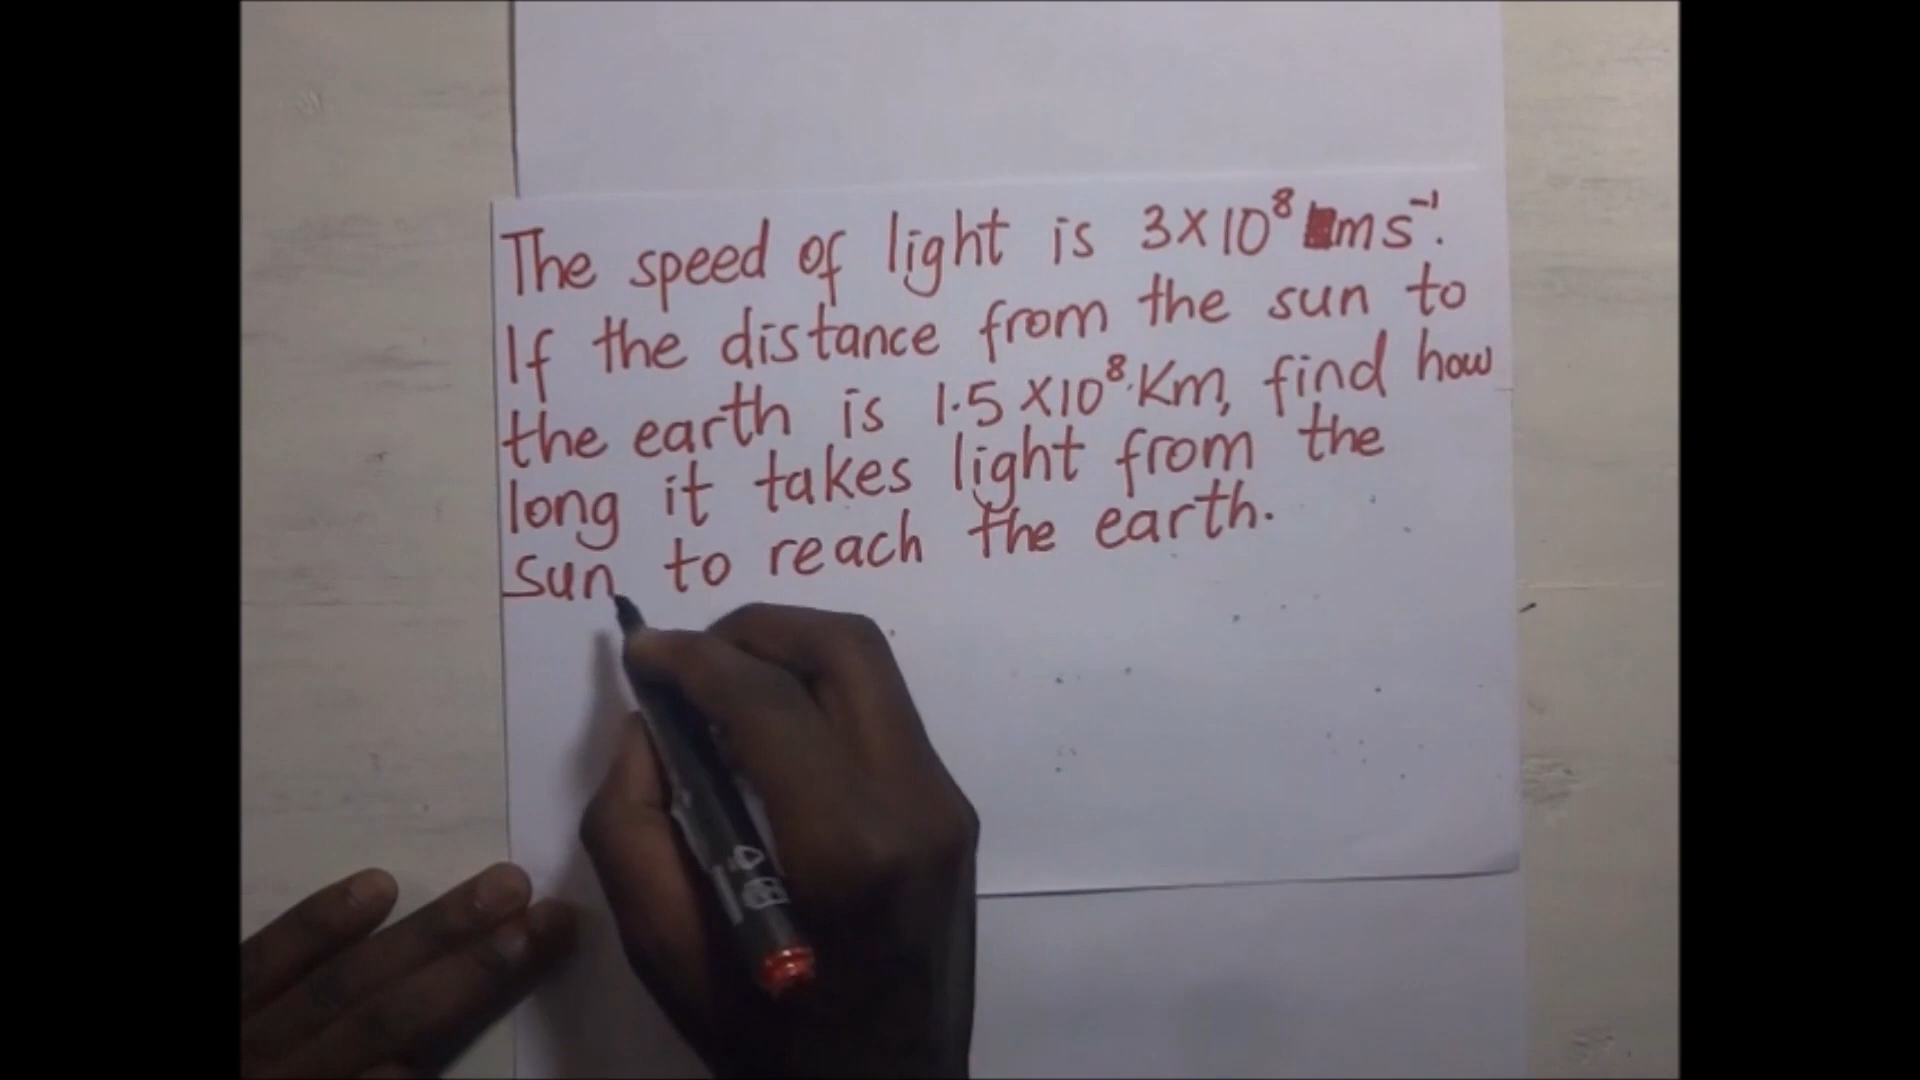 The speed of light is 3×10⁸ ms⁻¹.
If the distance from the sun to
the earth is 1.5×10⁸ Km, find how
long it takes light from the
Sun to reach the earth.